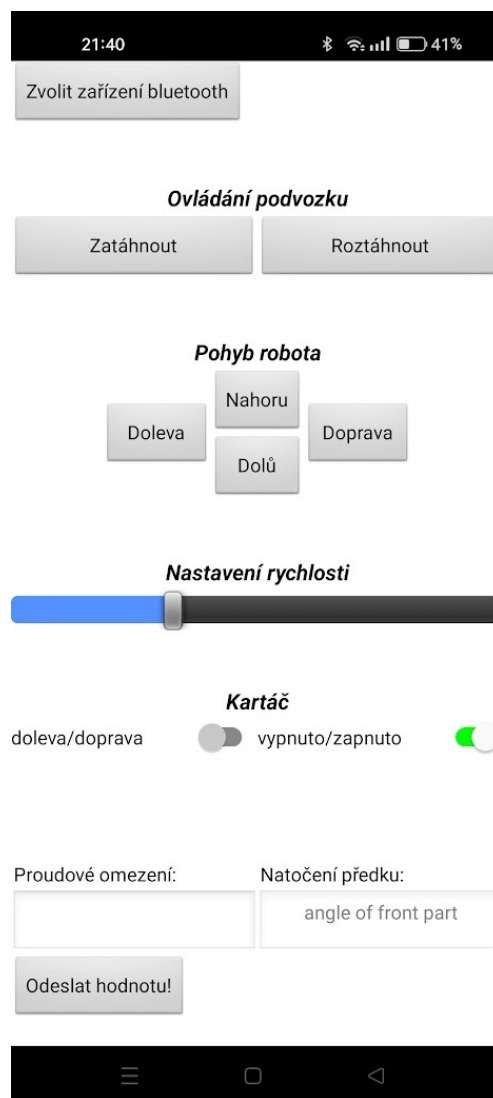 21:40 41%
Zvolit zařízení bluetooth
Ovládání podvozku
Zatáhnout Roztáhnout
Pohyb robota
Nahoru
Doleva Doprava
Dolů
Nastavení rychlosti
Kartáč
doleva/doprava vypnuto/zapnuto
Proudové omezení: Natočení předku:
angle of front part
Odeslat hodnotu!